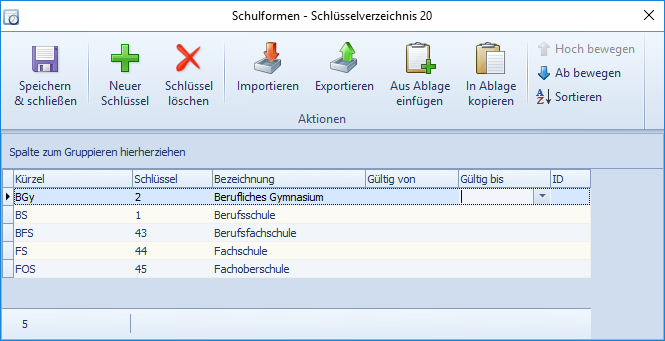 Schulformen - Schlüsselverzeichnis 20
Speichern & schließen
Neuer Schlüssel
Schlüssel löschen
Importieren
Exportieren
Aus Ablage einfügen
In Ablage kopieren
Hoch bewegen
Ab bewegen
Sortieren
Aktionen
Spalte zum Gruppieren hierherziehen
Kürzel Schlüssel Bezeichnung Gültig von Gültig bis ID
BGy 2 Berufliches Gymnasium
BS 1 Berufsschule
BFS 43 Berufsfachschule
FS 44 Fachschule
FOS 45 Fachoberschule
5